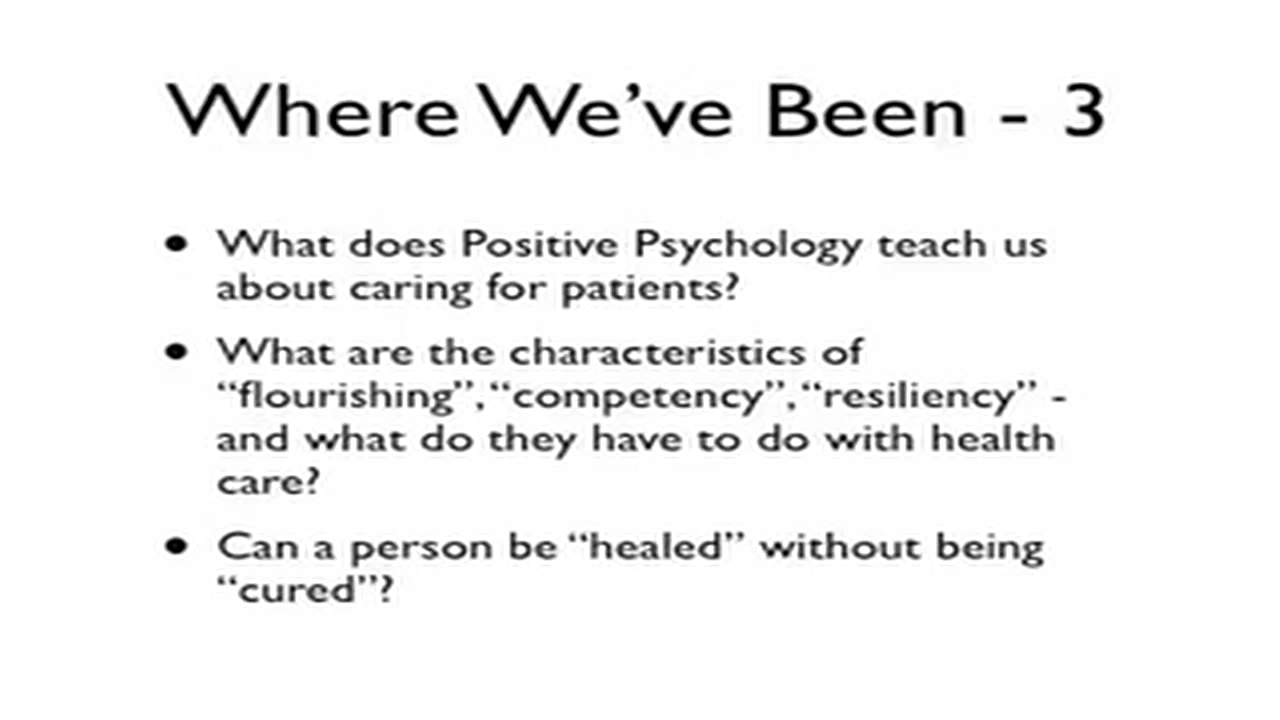 Where We’ve Been - 3
• What does Positive Psychology teach us
about caring for patients?
• What are the characteristics of
“flourishing”, “competency”, “resiliency” -
and what do they have to do with health
care?
• Can a person be “healed” without being
“cured”?